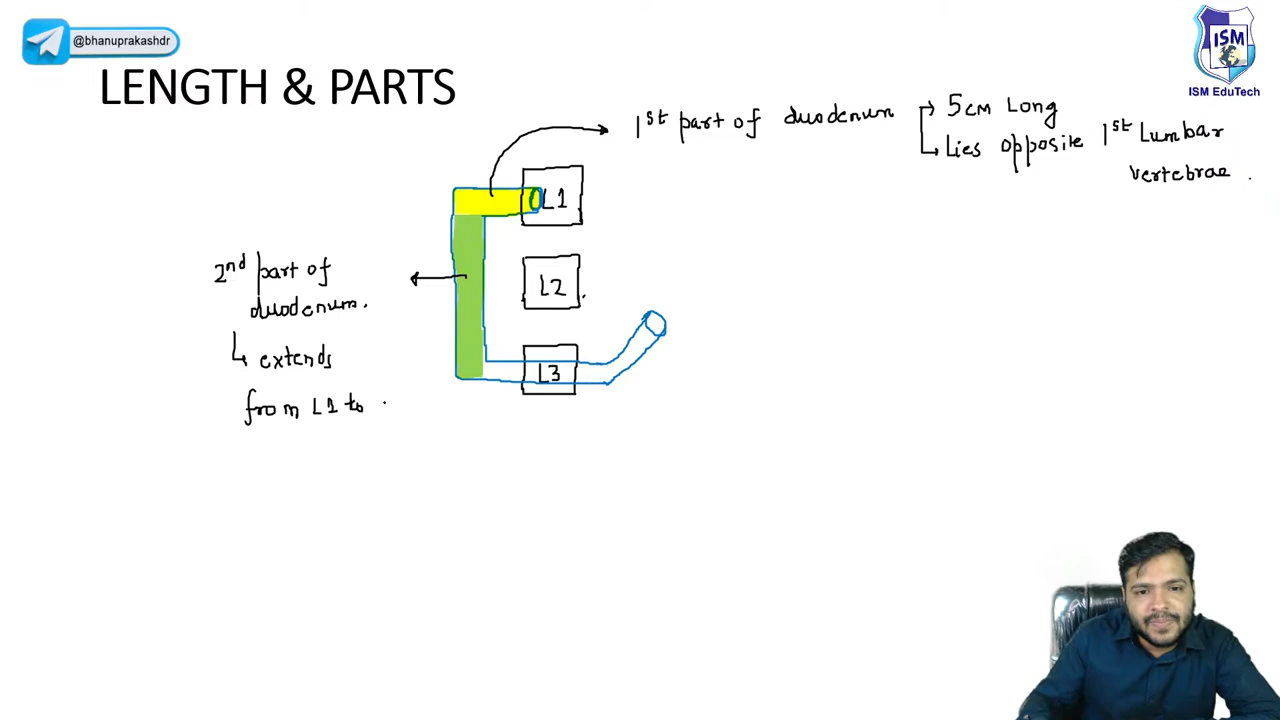 @bhanuprakashdr
ISM
ISM EduTech
LENGTH & PARTS
1st part of duodenum
5cm Long
Lies opposite 1st Lumbar
vertebrae .
L1
2nd part of
duodenum.
extends
from L1 to
L2
L3